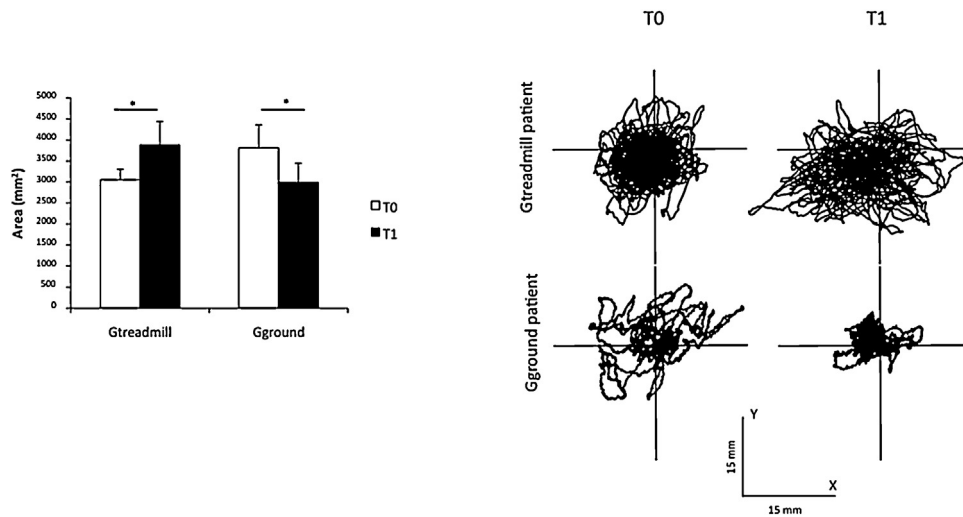 Area (mm²)
5000
4500
4000
3500
3000
2500
2000
1500
1000
500
0
*
*
Gtreadmill
Gground
T0
T1
T0
T1
Gtreadmill patient
Gground patient
Y
X
15 mm
15 mm